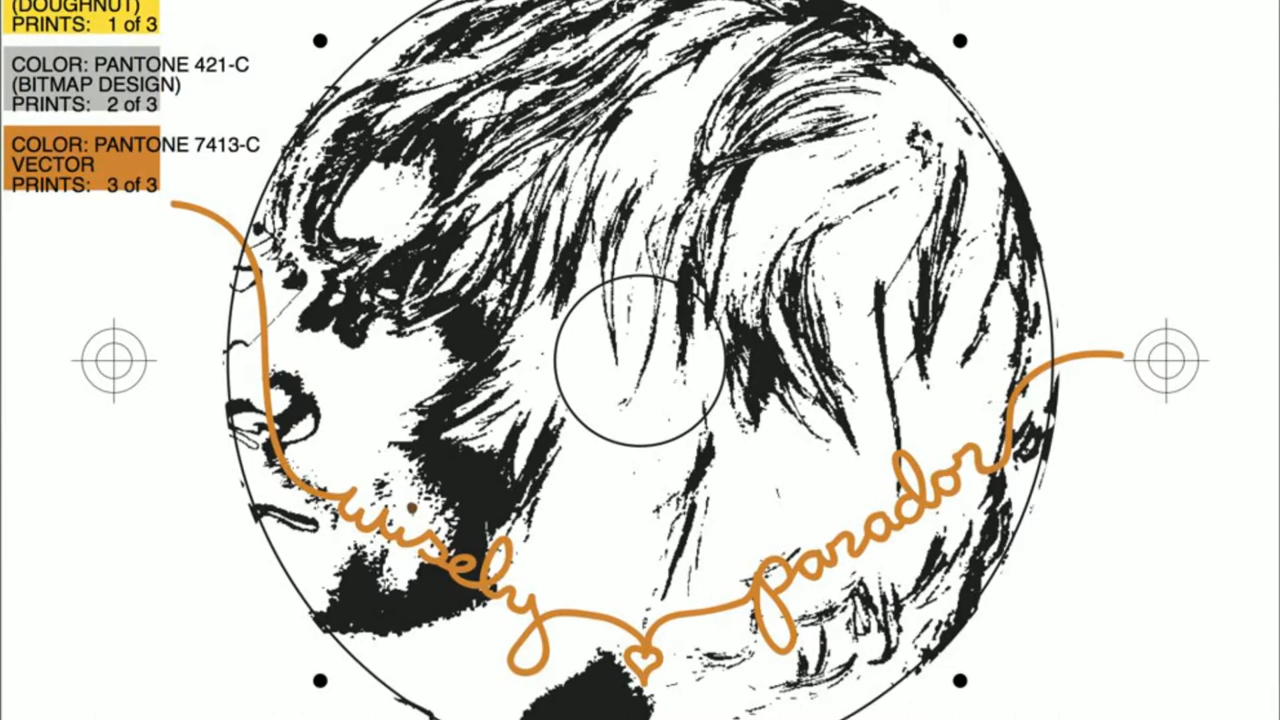 (DOUGHNUT)
PRINTS: 1 of 3
COLOR: PANTONE 421-C
(BITMAP DESIGN)
PRINTS: 2 of 3
COLOR: PANTONE 7413-C
VECTOR
PRINTS: 3 of 3
wisely parador